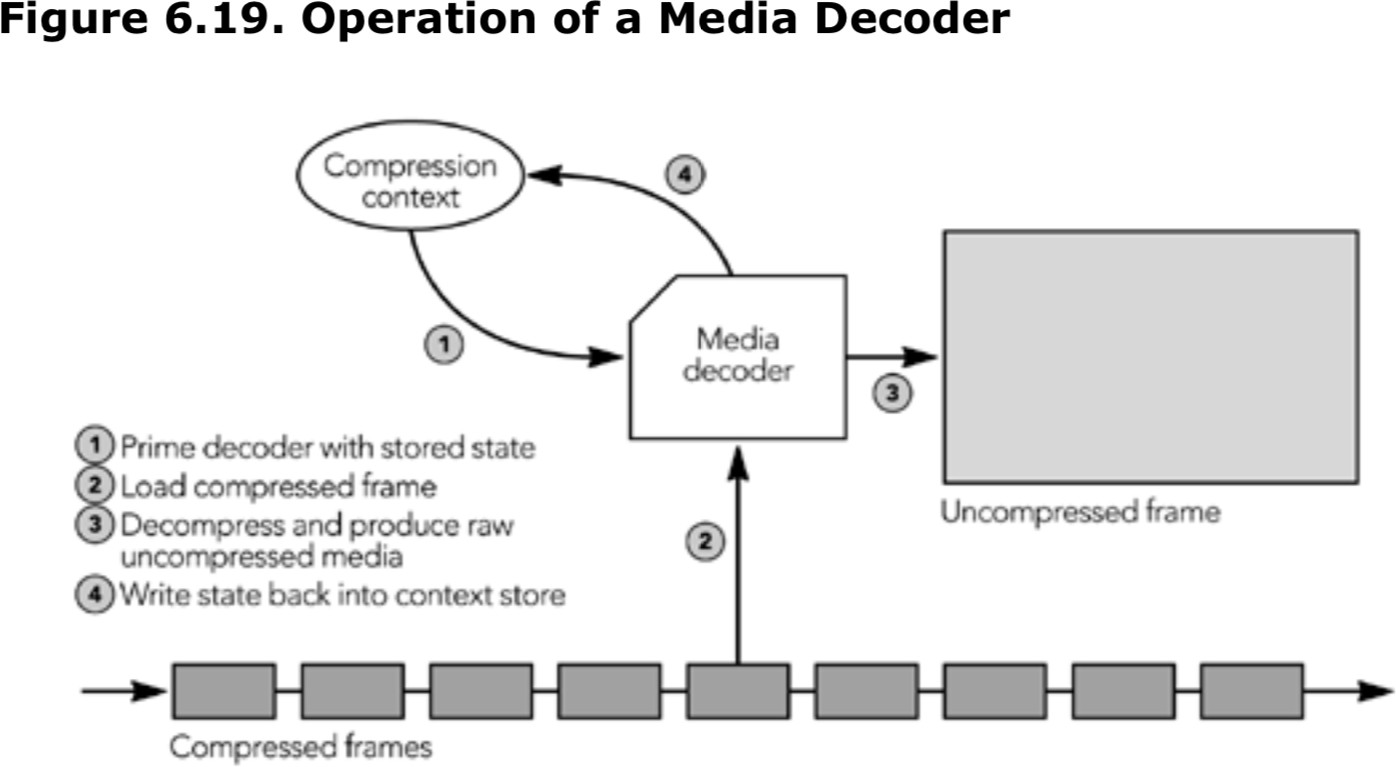 Figure 6.19. Operation of a Media Decoder
Compression
context
4
1
Media
decoder
3
1 Prime decoder with stored state
2 Load compressed frame
3 Decompress and produce raw
uncompressed media
4 Write state back into context store
Uncompressed frame
2
Compressed frames